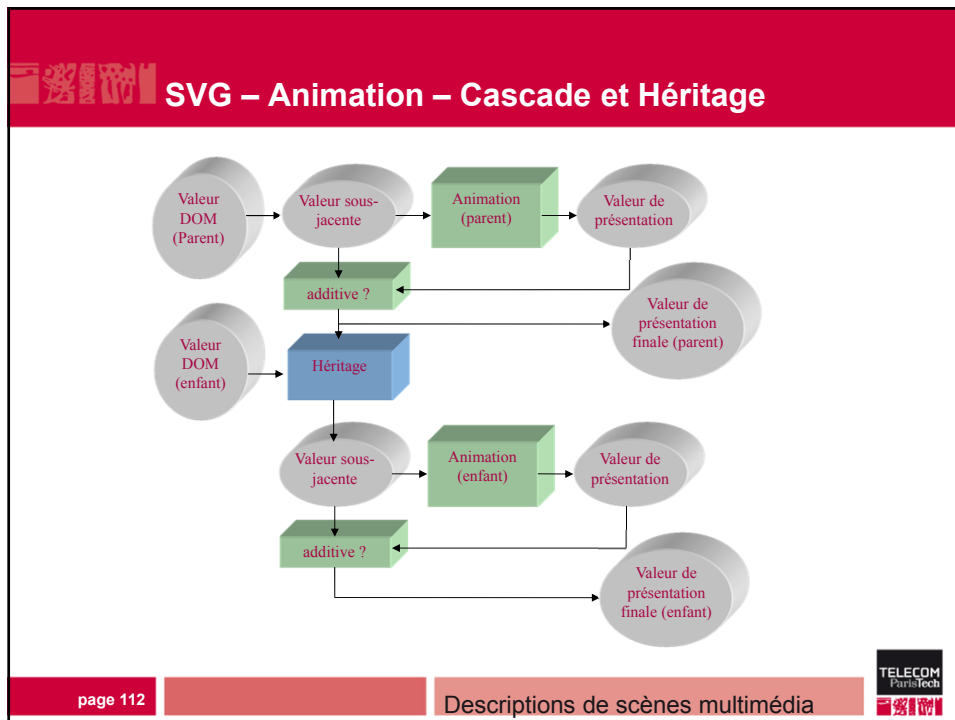 SVG – Animation – Cascade et Héritage
Valeur
DOM
(Parent)
Valeur sous-
jacente
Animation
(parent)
Valeur de
présentation
additive ?
Valeur de
présentation
finale (parent)
Valeur
DOM
(enfant)
Héritage
Valeur sous-
jacente
Animation
(enfant)
Valeur de
présentation
additive ?
Valeur de
présentation
finale (enfant)
page 112
Descriptions de scènes multimédia
TELECOM
ParisTech